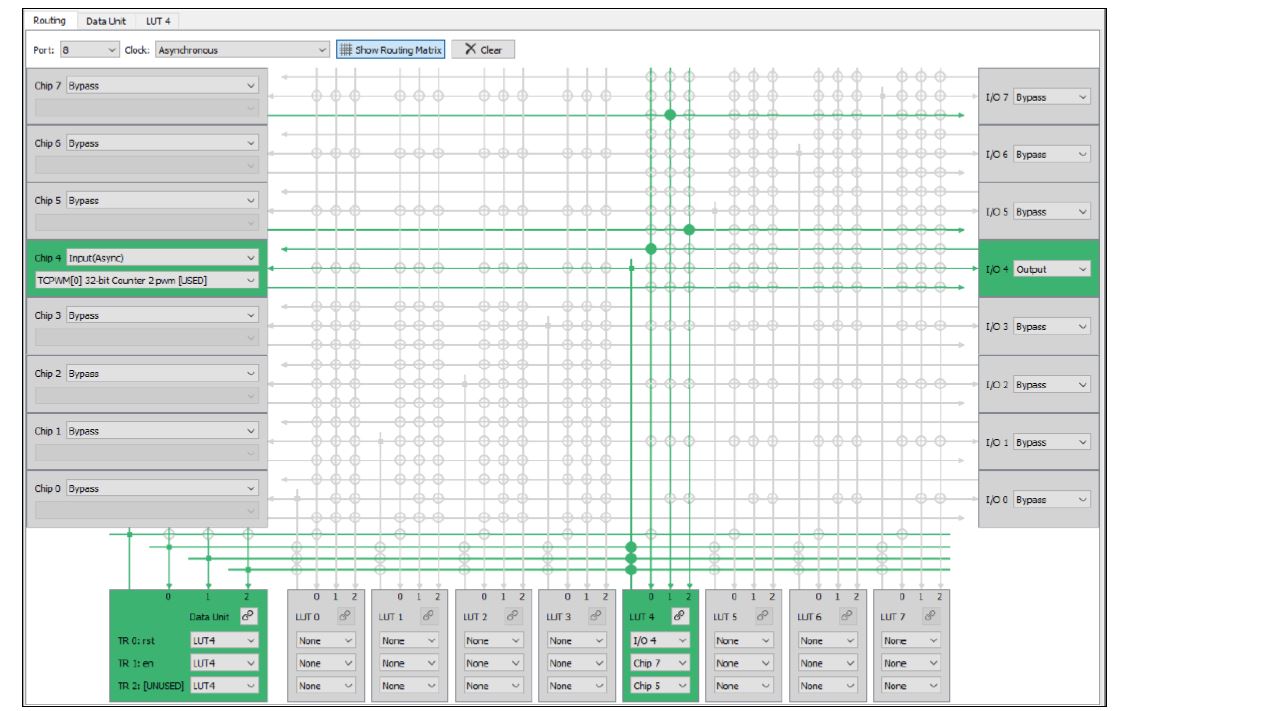 Routing Data Unit LUT 4
Port: 8 Clock: Asynchronous Show Routing Matrix Clear
Chip 7 Bypass
I/O 7 Bypass
Chip 6 Bypass
I/O 6 Bypass
Chip 5 Bypass
I/O 5 Bypass
Chip 4 Input(Async)
TCPWM[0] 32-bit Counter 2 pwm [USED]
I/O 4 Output
Chip 3 Bypass
I/O 3 Bypass
Chip 2 Bypass
I/O 2 Bypass
Chip 1 Bypass
I/O 1 Bypass
Chip 0 Bypass
I/O 0 Bypass
0 1 2 0 1 2 0 1 2 0 1 2 0 1 2 0 1 2 0 1 2 0 1 2 0 1 2
Data Unit LUT 0 LUT 1 LUT 2 LUT 3 LUT 4 LUT 5 LUT 6 LUT 7
TR 0: rst LUT4 None None None None I/O 4 None None None
TR 1: en LUT4 None None None None Chip 7 None None None
TR 2: [UNUSED] LUT4 None None None None Chip 5 None None None